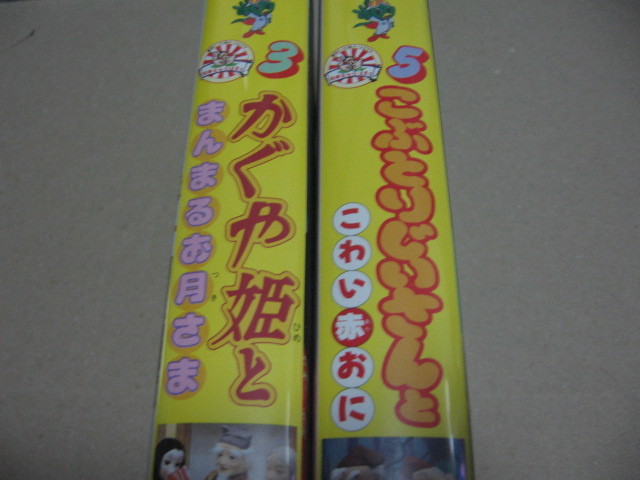 3
かぐや姫と
ひめ
まんまるお月さま
つき
5
こぶとりじいさんと
こわい赤おに